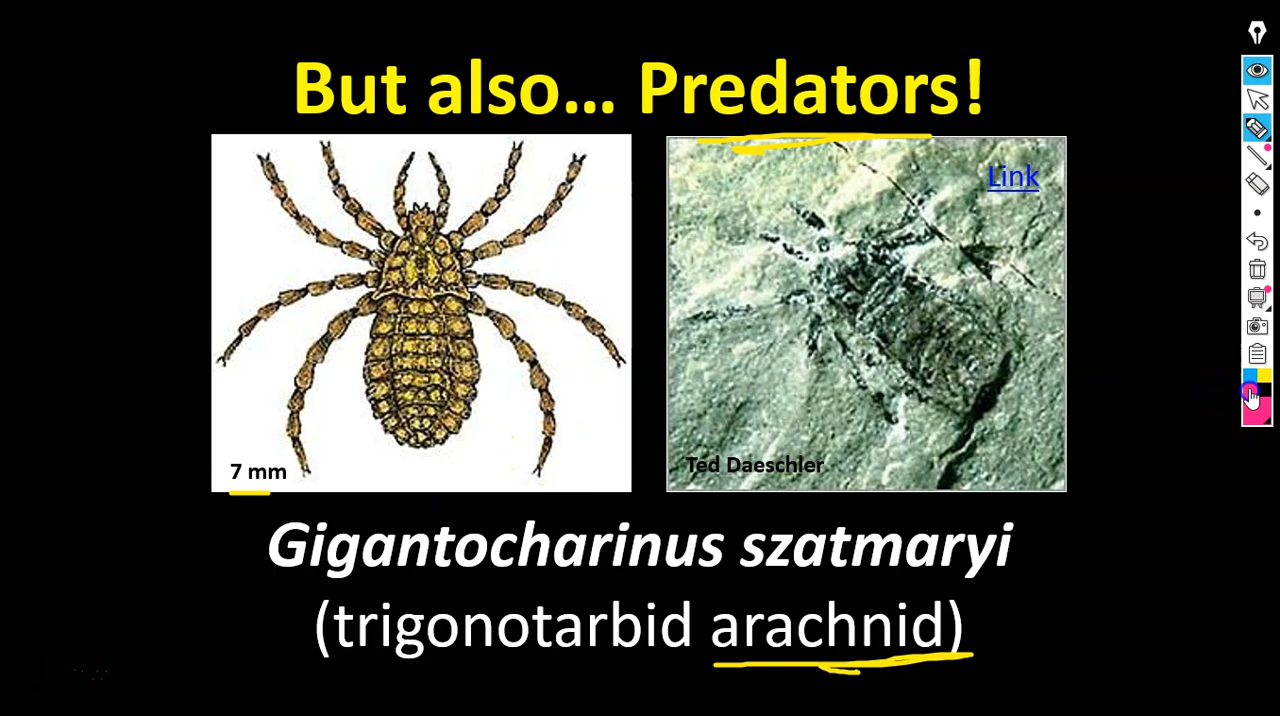 But also... Predators!
Link
7 mm
Ted Daeschler
Gigantocharinus szatmaryi
(trigonotarbid arachnid)